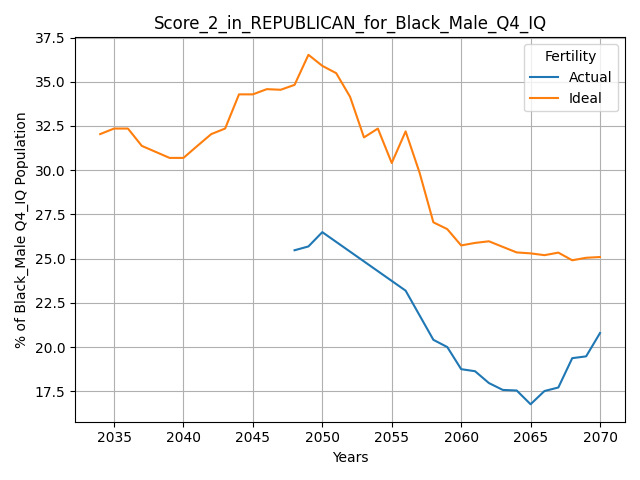 Score_2_in_REPUBLICAN_for_Black_Male_Q4_IQ
% of Black_Male Q4_IQ Population
37.5
35.0
32.5
30.0
27.5
25.0
22.5
20.0
17.5
Fertility
Actual
Ideal
2035 2040 2045 2050 2055 2060 2065 2070
Years